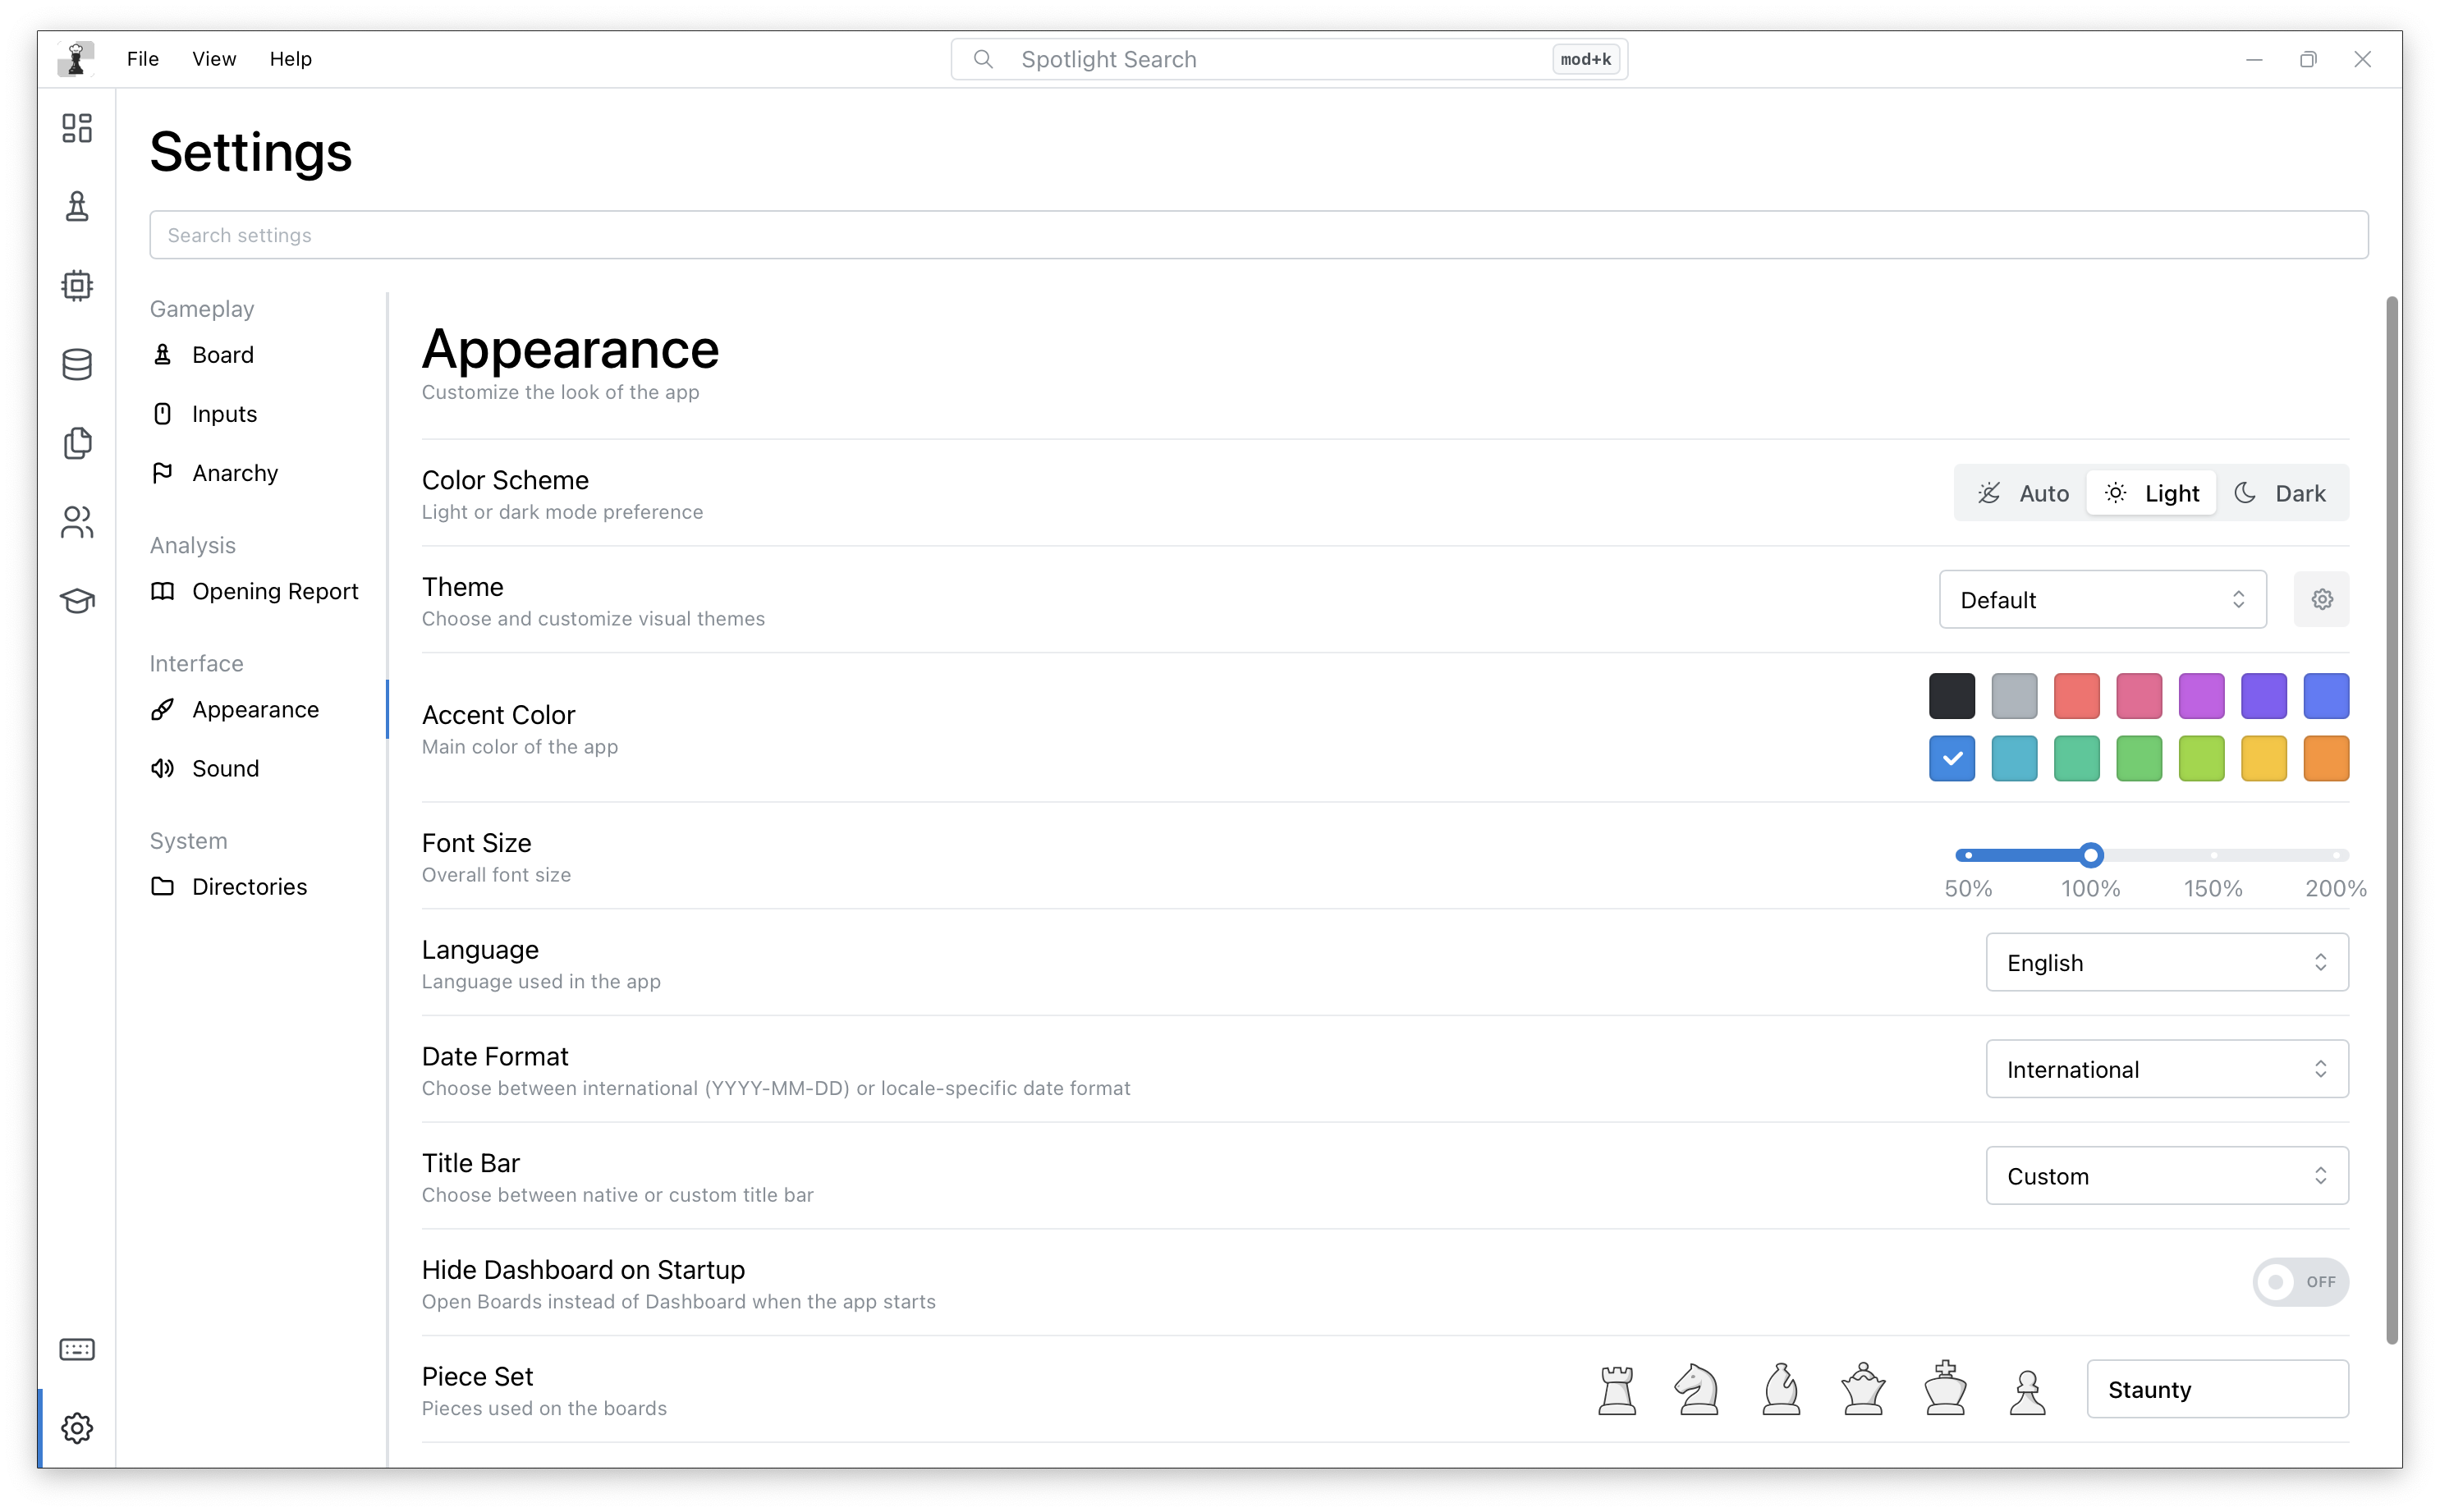 File View Help
Spotlight Search mod+k
Settings
Search settings
Gameplay
Board
Inputs
Anarchy
Analysis
Opening Report
Interface
Appearance
Sound
System
Directories
Appearance
Customize the look of the app
Color Scheme
Light or dark mode preference
Auto Light Dark
Theme
Choose and customize visual themes
Default
Accent Color
Main color of the app
Font Size
Overall font size
50% 100% 150% 200%
Language
Language used in the app
English
Date Format
Choose between international (YYYY-MM-DD) or locale-specific date format
International
Title Bar
Choose between native or custom title bar
Custom
Hide Dashboard on Startup
Open Boards instead of Dashboard when the app starts
OFF
Piece Set
Pieces used on the boards
Staunty